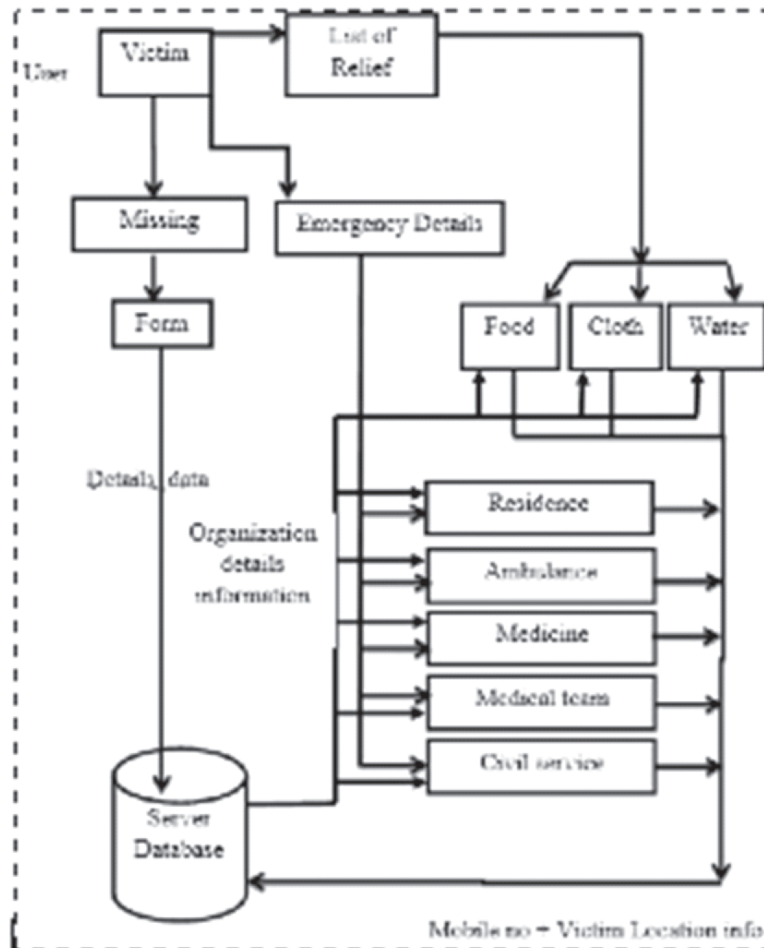 User
Victim
List of
Relief
Missing
Emergency Details
Form
Food
Cloth
Water
Details, data
Organization
details
information
Residence
Ambulance
Medicine
Medical team
Civil service
Server
Database
Mobile no + Victim Location info